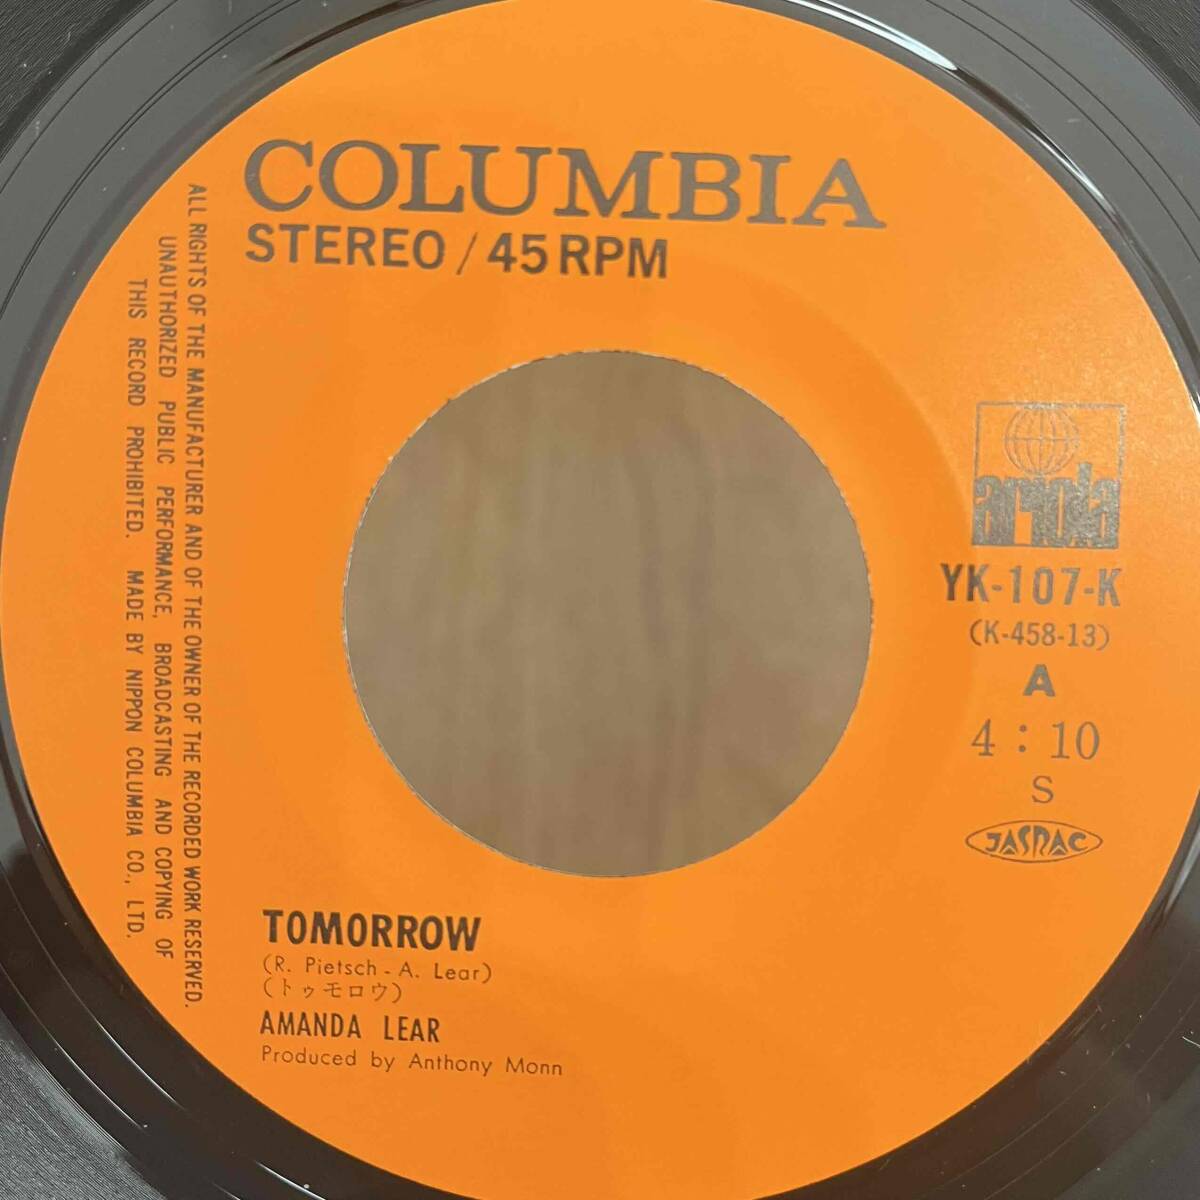 COLUMBIA
STEREO / 45 RPM
ariola
YK-107-K
(K-458-13)
A
4:10
S
JASRAC
TOMORROW
(R. Pietsch - A. Lear)
(トゥモロウ)
AMANDA LEAR
Produced by Anthony Monn
ALL RIGHTS OF THE MANUFACTURER AND OF THE OWNER OF THE RECORDED WORK RESERVED.
UNAUTHORIZED PUBLIC PERFORMANCE, BROADCASTING AND COPYING OF
THIS RECORD PROHIBITED. MADE BY NIPPON COLUMBIA CO., LTD.